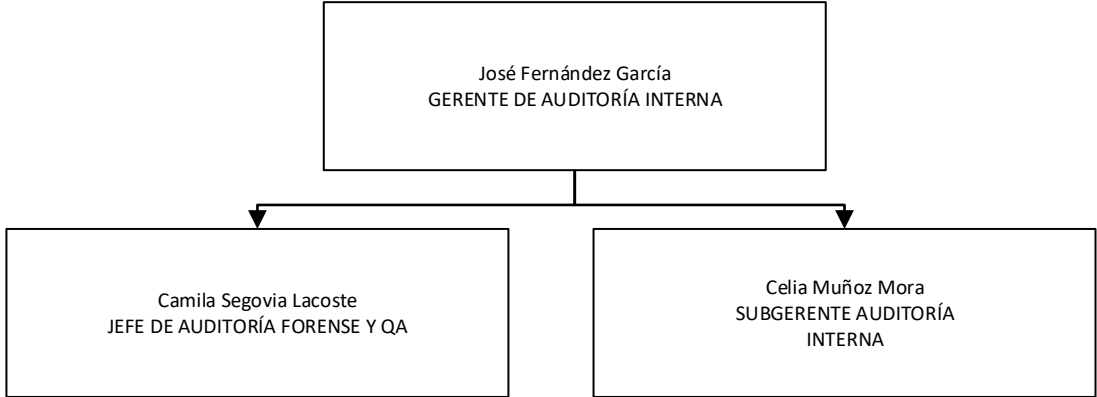 José Fernández García
GERENTE DE AUDITORÍA INTERNA
Camila Segovia Lacoste
JEFE DE AUDITORÍA FORENSE Y QA
Celia Muñoz Mora
SUBGERENTE AUDITORÍA
INTERNA